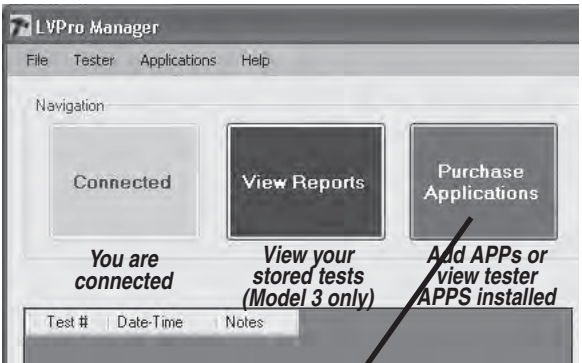 LVPro Manager
File Tester Applications Help
Navigation
Connected
View Reports
Purchase
Applications
You are
connected
View your
stored tests
(Model 3 only)
Add APPs or
view tester
APPS installed
Test # Date-Time Notes